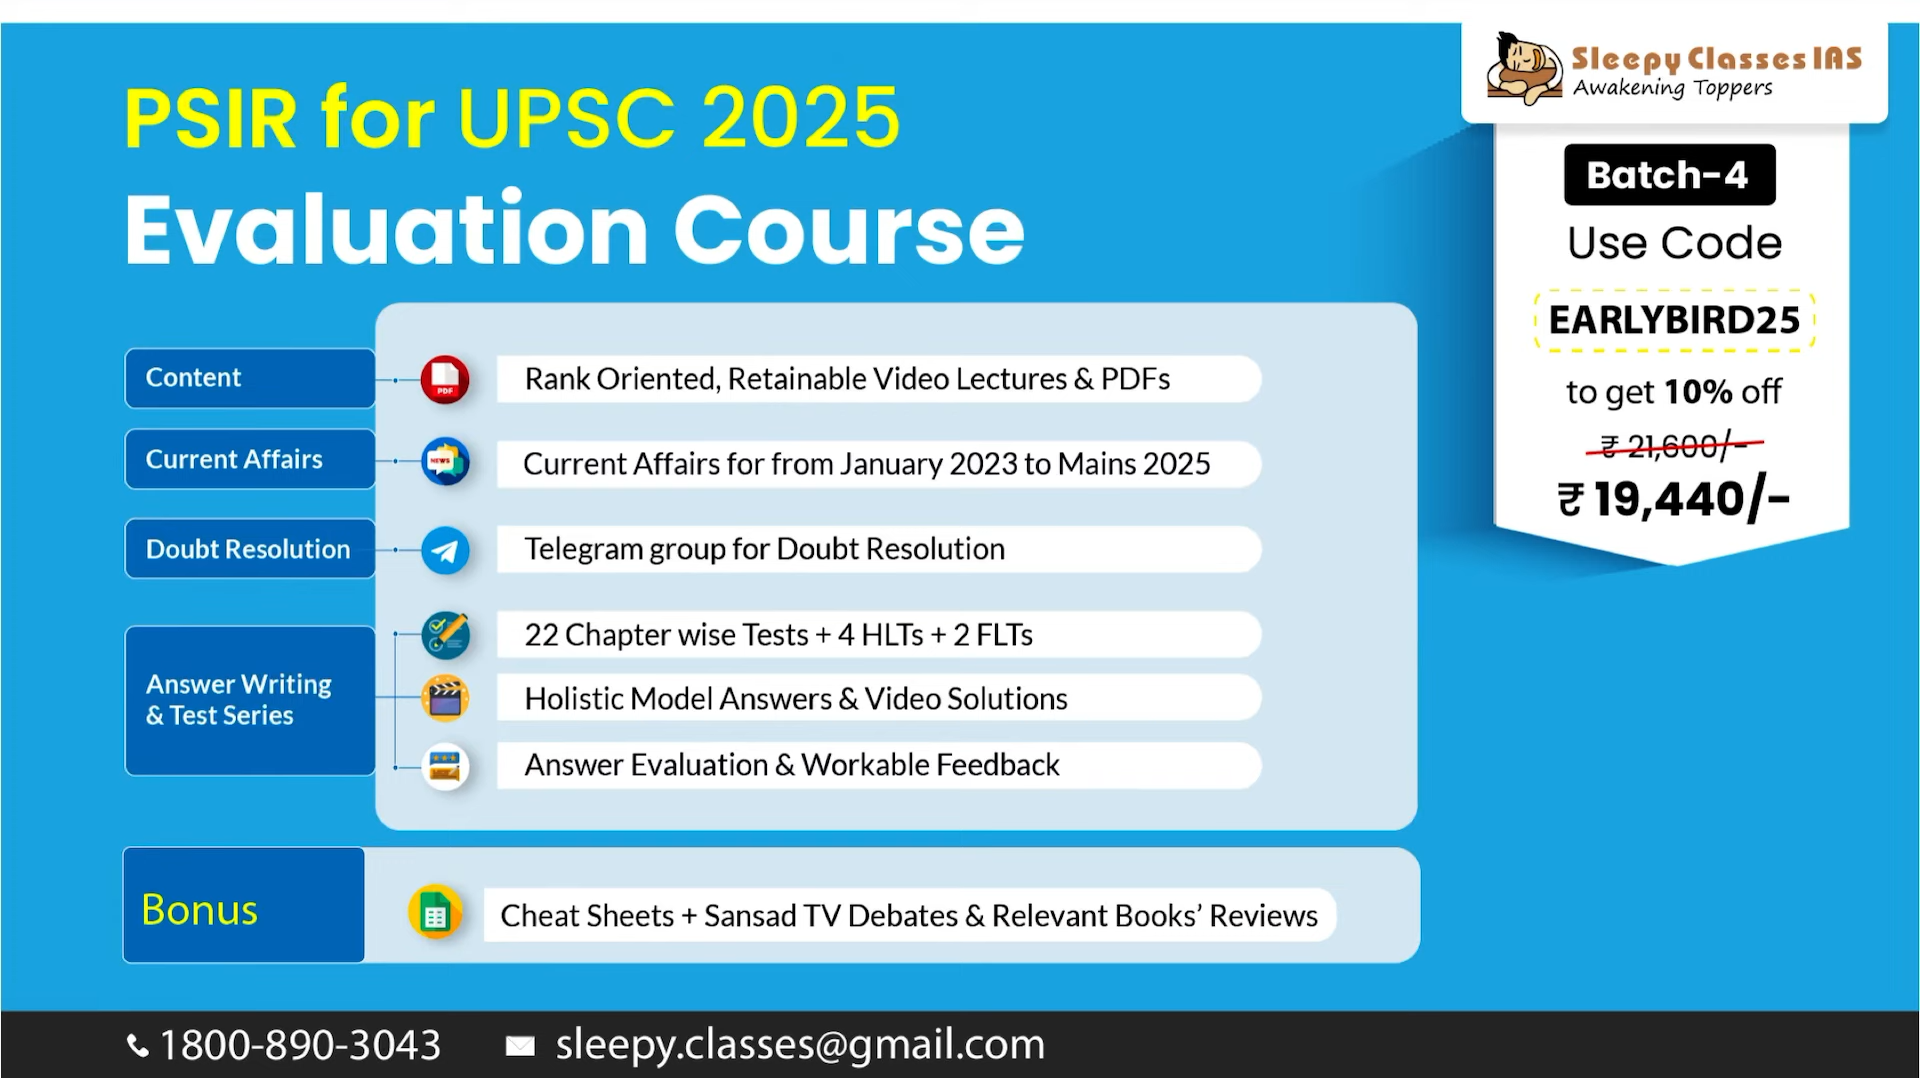 PSIR for UPSC 2025
Evaluation Course
Sleepy Classes IAS
Awakening Toppers
Batch-4
Use Code
EARLYBIRD25
to get 10% off
₹ 21,600/-
₹ 19,440/-
Content
PDF
Rank Oriented, Retainable Video Lectures & PDFs
Current Affairs
NEWS
Current Affairs for from January 2023 to Mains 2025
Doubt Resolution
Telegram group for Doubt Resolution
Answer Writing
& Test Series
22 Chapter wise Tests + 4 HLTs + 2 FLTs
Holistic Model Answers & Video Solutions
Answer Evaluation & Workable Feedback
Bonus
Cheat Sheets + Sansad TV Debates & Relevant Books’ Reviews
1800-890-3043
sleepy.classes@gmail.com